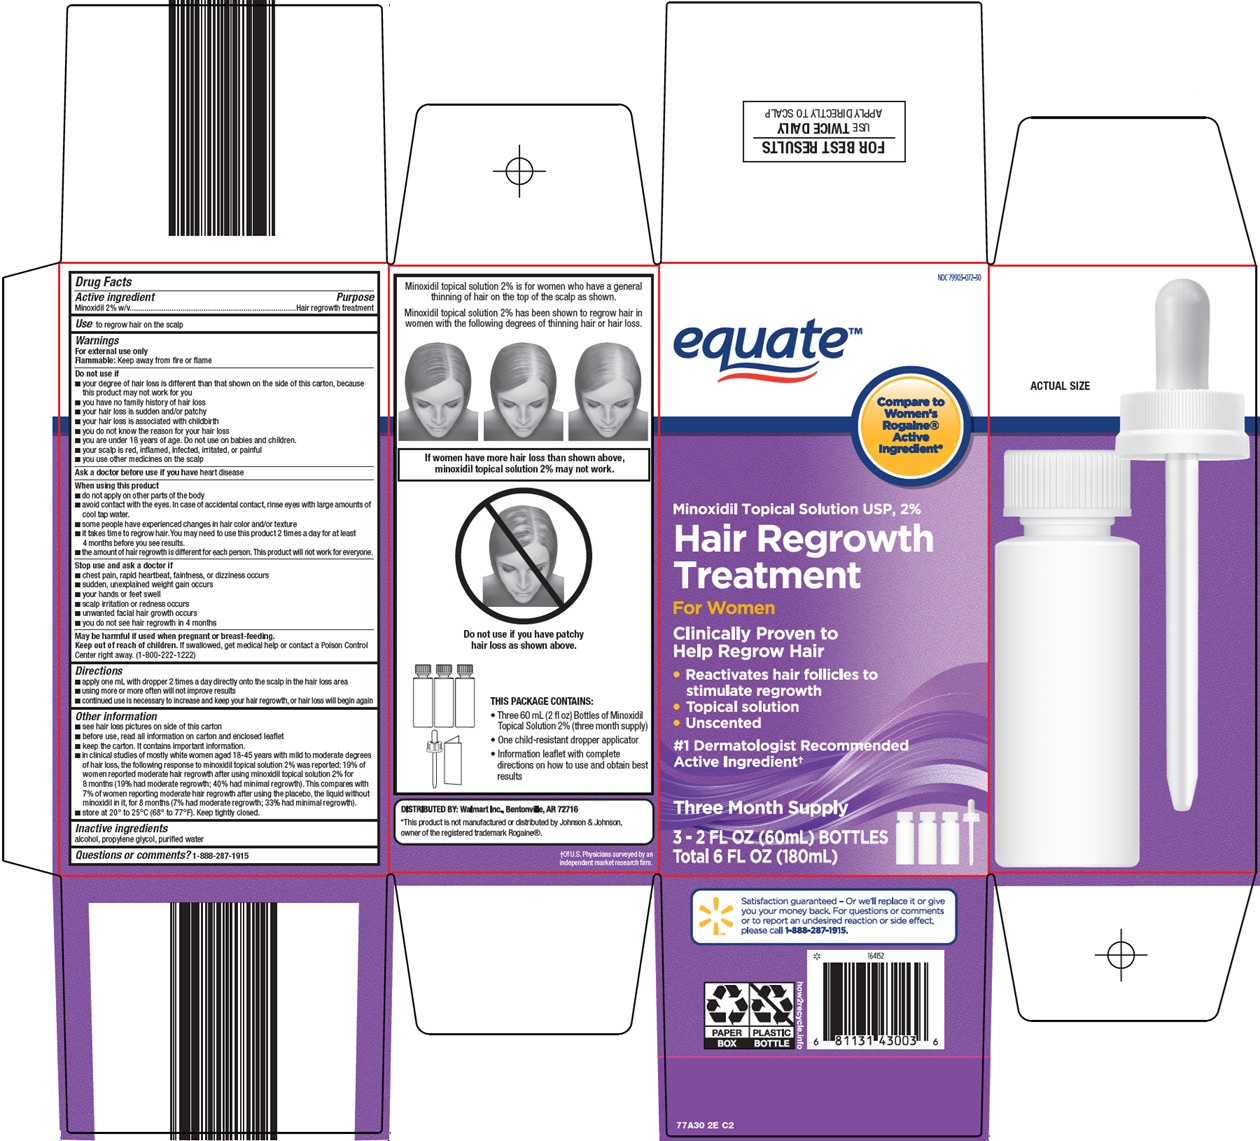 FOR BEST RESULTS
USE TWICE DAILY
APPLY DIRECTLY TO SCALP
Drug Facts
Active ingredient Purpose
Minoxidil 2% w/v......................................................................Hair regrowth treatment
Use to regrow hair on the scalp
Warnings
For external use only
Flammable: Keep away from fire or flame
Do not use if
■ your degree of hair loss is different than that shown on the side of this carton, because
this product may not work for you
■ you have no family history of hair loss
■ your hair loss is sudden and/or patchy
■ your hair loss is associated with childbirth
■ you do not know the reason for your hair loss
■ you are under 18 years of age. Do not use on babies and children.
■ your scalp is red, inflamed, infected, irritated, or painful
■ you use other medicines on the scalp
Ask a doctor before use if you have heart disease
When using this product
■ do not apply on other parts of the body
■ avoid contact with the eyes. In case of accidental contact, rinse eyes with large amounts of
cool tap water.
■ some people have experienced changes in hair color and/or texture
■ it takes time to regrow hair. You may need to use this product 2 times a day for at least
4 months before you see results.
■ the amount of hair regrowth is different for each person. This product will not work for everyone.
Stop use and ask a doctor if
■ chest pain, rapid heartbeat, faintness, or dizziness occurs
■ sudden, unexplained weight gain occurs
■ your hands or feet swell
■ scalp irritation or redness occurs
■ unwanted facial hair growth occurs
■ you do not see hair regrowth in 4 months
May be harmful if used when pregnant or breast-feeding.
Keep out of reach of children. If swallowed, get medical help or contact a Poison Control
Center right away. (1-800-222-1222)
Directions
■ apply one mL with dropper 2 times a day directly onto the scalp in the hair loss area
■ using more or more often will not improve results
■ continued use is necessary to increase and keep your hair regrowth, or hair loss will begin again
Other information
■ see hair loss pictures on side of this carton
■ before use, read all information on carton and enclosed leaflet
■ keep the carton. It contains important information.
■ in clinical studies of mostly white women aged 18-45 years with mild to moderate degrees
of hair loss, the following response to minoxidil topical solution 2% was reported: 19% of
women reported moderate hair regrowth after using minoxidil topical solution 2% for
8 months (19% had moderate regrowth; 40% had minimal regrowth). This compares with
7% of women reporting moderate hair regrowth after using the placebo, the liquid without
minoxidil in it, for 8 months (7% had moderate regrowth; 33% had minimal regrowth).
■ store at 20° to 25°C (68° to 77°F). Keep tightly closed.
Inactive ingredients
alcohol, propylene glycol, purified water
Questions or comments? 1-888-287-1915
Minoxidil topical solution 2% is for women who have a general
thinning of hair on the top of the scalp as shown.
Minoxidil topical solution 2% has been shown to regrow hair in
women with the following degrees of thinning hair or hair loss.
If women have more hair loss than shown above,
minoxidil topical solution 2% may not work.
Do not use if you have patchy
hair loss as shown above.
THIS PACKAGE CONTAINS:
• Three 60 mL (2 fl oz) Bottles of Minoxidil
Topical Solution 2% (three month supply)
• One child-resistant dropper applicator
• Information leaflet with complete
directions on how to use and obtain best
results
DISTRIBUTED BY: Walmart Inc., Bentonville, AR 72716
*This product is not manufactured or distributed by Johnson & Johnson,
owner of the registered trademark Rogaine®.
†Of U.S. Physicians surveyed by an
independent market research firm.
NDC 79903-072-30
equate™
Compare to
Women's
Rogaine®
Active
Ingredient*
Minoxidil Topical Solution USP, 2%
Hair Regrowth
Treatment
For Women
Clinically Proven to
Help Regrow Hair
• Reactivates hair follicles to
stimulate regrowth
• Topical solution
• Unscented
#1 Dermatologist Recommended
Active Ingredient†
Three Month Supply
3 - 2 FL OZ (60mL) BOTTLES
Total 6 FL OZ (180mL)
ACTUAL SIZE
Satisfaction guaranteed – Or we'll replace it or give
you your money back. For questions or comments
or to report an undesired reaction or side effect,
please call 1-888-287-1915.
PAPER
BOX
PLASTIC
BOTTLE
how2recycle.info
164152
6 81131 43003 6
77A30 2E C2